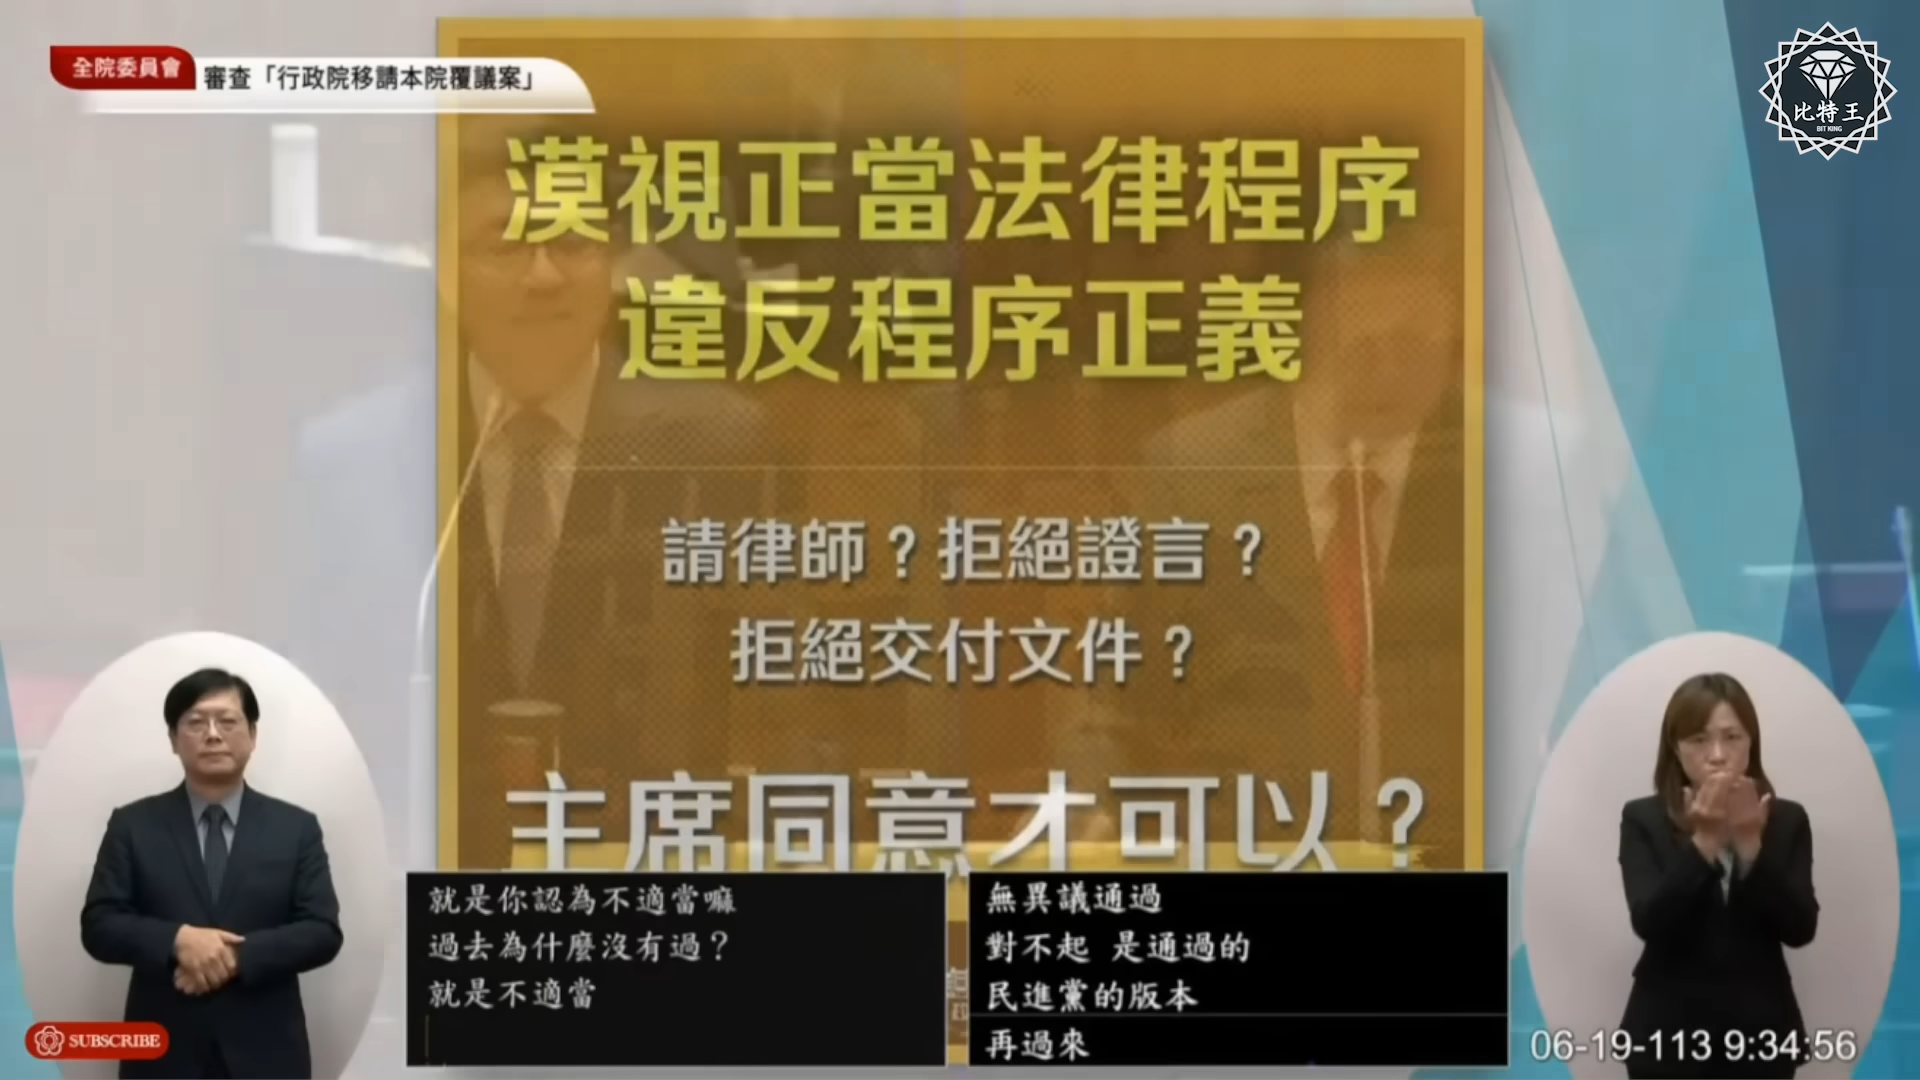 全院委員會
審查「行政院移請本院覆議案」
比特王
BIT KING
漠視正當法律程序
違反程序正義
請律師？拒絕證言？
拒絕交付文件？
主席同意才可以？
就是你認為不適當嘛
過去為什麼沒有過？
就是不適當
無異議通過
對不起 是通過的
民進黨的版本
再過來
SUBSCRIBE
06-19-113 9:34:56